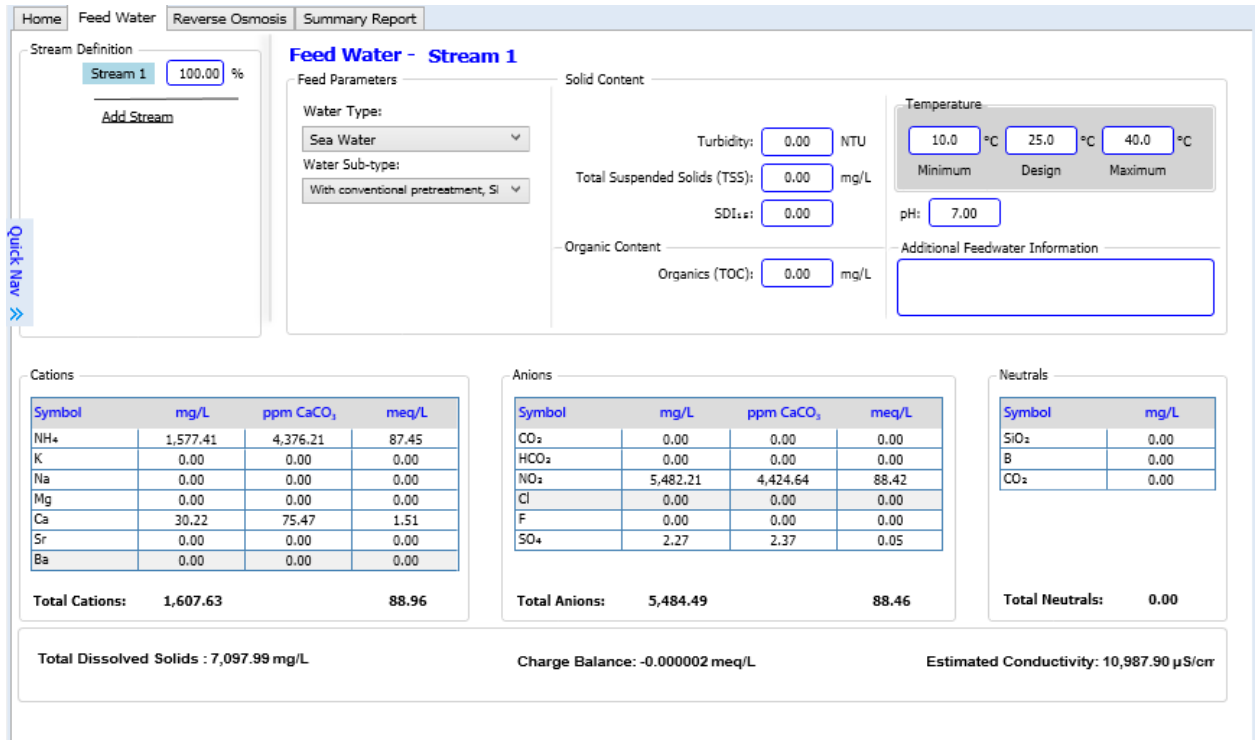 Home Feed Water Reverse Osmosis Summary Report
Stream Definition
Stream 1 100.00 %
Add Stream
Quick Nav
Feed Water - Stream 1
Feed Parameters
Water Type:
Sea Water
Water Sub-type:
With conventional pretreatment, SI
Solid Content
Turbidity: 0.00 NTU
Total Suspended Solids (TSS): 0.00 mg/L
SDI₁₅: 0.00
Organic Content
Organics (TOC): 0.00 mg/L
Temperature
10.0 °C 25.0 °C 40.0 °C
Minimum Design Maximum
pH: 7.00
Additional Feedwater Information
Cations
Symbol mg/L ppm CaCO₃ meq/L
NH₄ 1,577.41 4,376.21 87.45
K 0.00 0.00 0.00
Na 0.00 0.00 0.00
Mg 0.00 0.00 0.00
Ca 30.22 75.47 1.51
Sr 0.00 0.00 0.00
Ba 0.00 0.00 0.00
Total Cations: 1,607.63 88.96
Anions
Symbol mg/L ppm CaCO₃ meq/L
CO₂ 0.00 0.00 0.00
HCO₂ 0.00 0.00 0.00
NO₂ 5,482.21 4,424.64 88.42
Cl 0.00 0.00 0.00
F 0.00 0.00 0.00
SO₄ 2.27 2.37 0.05
Total Anions: 5,484.49 88.46
Neutrals
Symbol mg/L
SiO₂ 0.00
B 0.00
CO₂ 0.00
Total Neutrals: 0.00
Total Dissolved Solids : 7,097.99 mg/L
Charge Balance: -0.000002 meq/L
Estimated Conductivity: 10,987.90 µS/cm